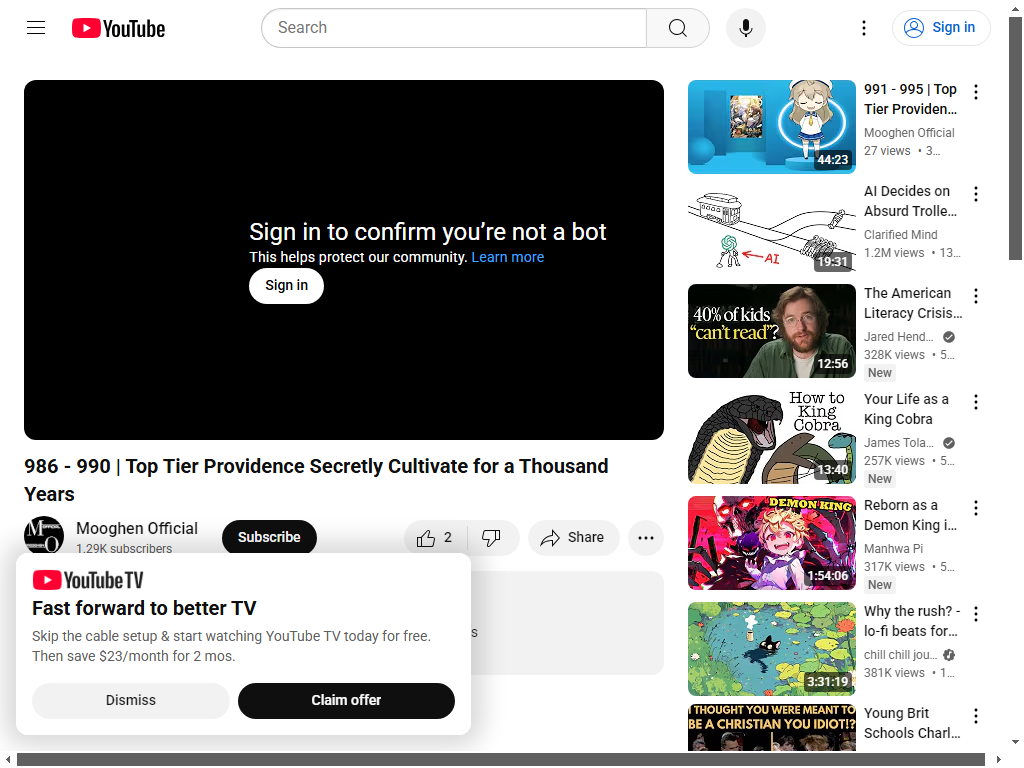 YouTube
Search
Sign in
Sign in to confirm you're not a bot
This helps protect our community. Learn more
Sign in
986 - 990 | Top Tier Providence Secretly Cultivate for a Thousand
Years
Mooghen Official
1.29K subscribers
Subscribe
2
Share
s
YouTube TV
Fast forward to better TV
Skip the cable setup & start watching YouTube TV today for free.
Then save $23/month for 2 mos.
Dismiss
Claim offer
44:23
991 - 995 | Top
Tier Providen...
Mooghen Official
27 views • 3...
AI
19:31
AI Decides on
Absurd Trolle...
Clarified Mind
1.2M views • 13...
40% of kids
"can't read"?
12:56
The American
Literacy Crisis...
Jared Hend...
328K views • 5...
New
How to
King
Cobra
13:40
Your Life as a
King Cobra
James Tola...
257K views • 5...
New
DEMON KING
1:54:06
Reborn as a
Demon King i...
Manhwa Pi
317K views • 5...
New
3:31:19
Why the rush? -
lo-fi beats for...
chill chill jou...
381K views • 1...
I THOUGHT YOU WERE MEANT TO
BE A CHRISTIAN YOU IDIOT!?
Young Brit
Schools Charl...